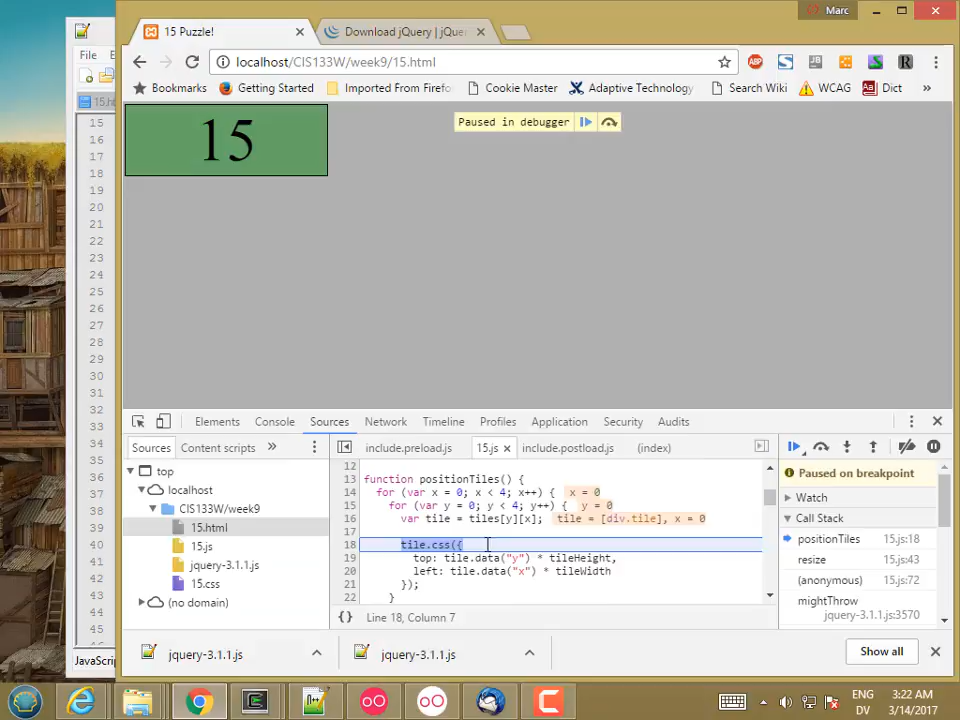 Marc
15 Puzzle!
Download jQuery | jQue
File
localhost/CIS133W/week9/15.html
Bookmarks
Getting Started
Imported From Firefo
Cookie Master
Adaptive Technology
Search Wiki
WCAG
Dict
»
15.h
15
16
17
18
19
20
21
22
23
24
25
26
27
28
29
30
31
32
33
34
35
36
37
38
39
40
41
42
43
44
45
JavaScrip
15
Paused in debugger
Elements
Console
Sources
Network
Timeline
Profiles
Application
Security
Audits
Sources
Content scripts
»
include.preload.js
15.js
include.postload.js
(index)
top
localhost
CIS133W/week9
15.html
15.js
jquery-3.1.1.js
15.css
(no domain)
12
13 function positionTiles() {
14 for (var x = 0; x < 4; x++) { x = 0
15 for (var y = 0; y < 4; y++) { y = 0
16 var tile = tiles[y][x]; tile = [div.tile], x = 0
17
18 tile.css({
19 top: tile.data("y") * tileHeight,
20 left: tile.data("x") * tileWidth
21 });
22 }
{} Line 18, Column 7
Paused on breakpoint
Watch
Call Stack
positionTiles 15.js:18
resize 15.js:43
(anonymous) 15.js:72
mightThrow
jquery-3.1.1.js:3570
jquery-3.1.1.js
jquery-3.1.1.js
Show all
ENG
DV
3:22 AM
3/14/2017